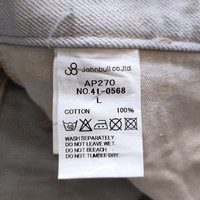 Johnbull co.,ltd.
AP270
NO.41-0568
L
COTTON 100%
WASH SEPARATELY.
DO NOT LEAVE WET.
DO NOT BLEACH
DO NOT TUMBLE DRY.